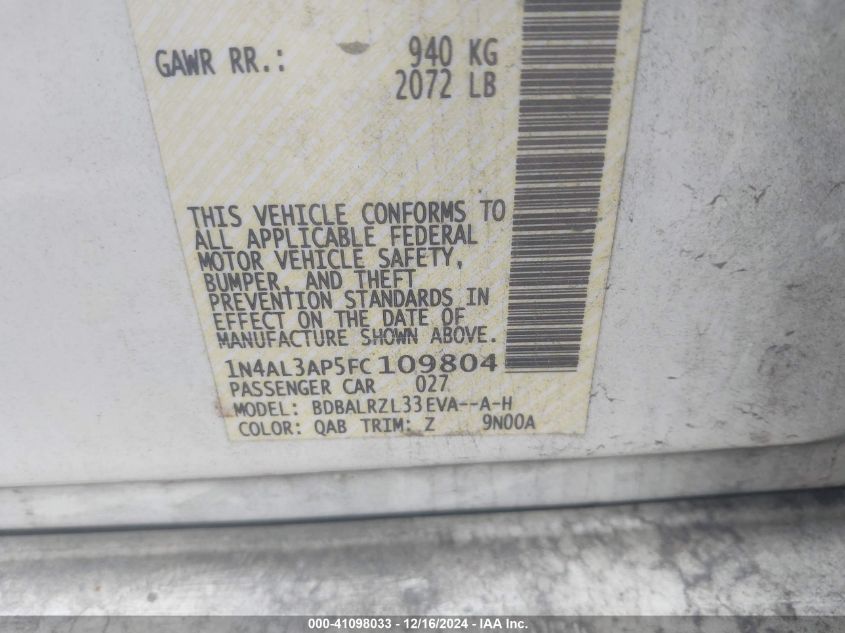 GAWR RR.: 940 KG
2072 LB
THIS VEHICLE CONFORMS TO
ALL APPLICABLE FEDERAL
MOTOR VEHICLE SAFETY,
BUMPER, AND THEFT
PREVENTION STANDARDS IN
EFFECT ON THE DATE OF
MANUFACTURE SHOWN ABOVE.
1N4AL3AP5FC109804
PASSENGER CAR 027
MODEL: BDBALRZL33EVA--A-H
COLOR: QAB TRIM: Z 9N00A
000-41098033 - 12/16/2024 - IAA Inc.